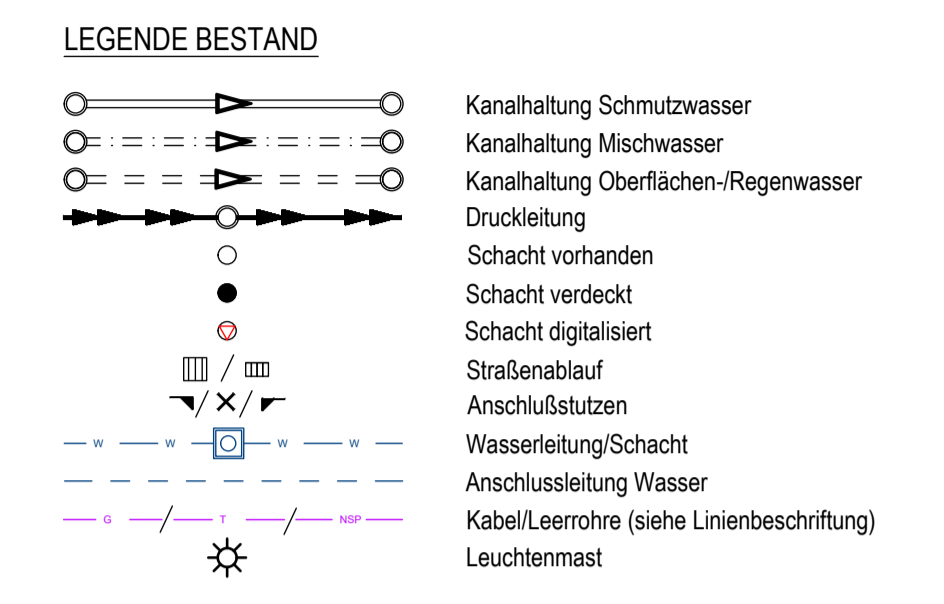 LEGENDE BESTAND
Kanalhaltung Schmutzwasser
Kanalhaltung Mischwasser
Kanalhaltung Oberflächen-/Regenwasser
Druckleitung
Schacht vorhanden
Schacht verdeckt
Schacht digitalisiert
Straßenablauf
Anschlußstutzen
W W W W Wasserleitung/Schacht
Anschlussleitung Wasser
G T NSP Kabel/Leerrohre (siehe Linienbeschriftung)
Leuchtenmast